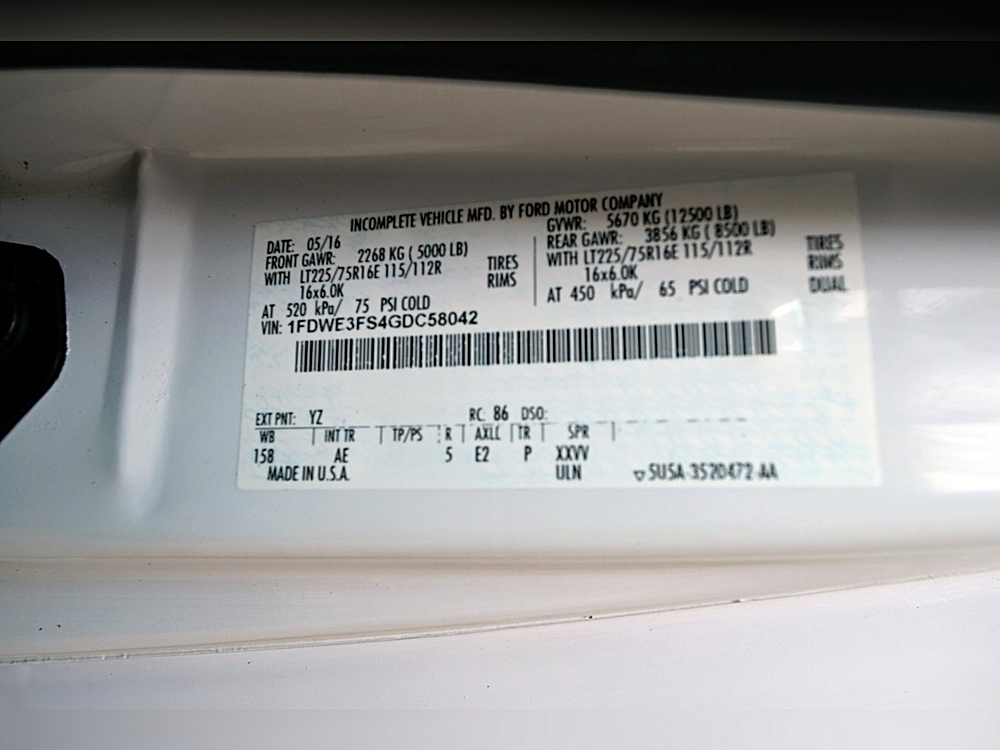 INCOMPLETE VEHICLE MFD. BY FORD MOTOR COMPANY
DATE: 05/16 GVWR: 5670 KG (12500 LB)
FRONT GAWR: 2268 KG ( 5000 LB) REAR GAWR: 3856 KG ( 8500 LB)
WITH LT225/75R16E 115/112R TIRES WITH LT225/75R16E 115/112R TIRES
16x6.0K RIMS 16x6.0K RIMS
AT 520 kPa/ 75 PSI COLD AT 450 kPa/ 65 PSI COLD DUAL
VIN: 1FDWE3FS4GDC58042
EXT PNT: YZ RC: 86 DSO:
WB | INT TR | TP/PS | R | AXLE | TR | SPR |
158 AE 5 E2 P XXVV
MADE IN U.S.A. ULN ▽SU5A-3520472-AA